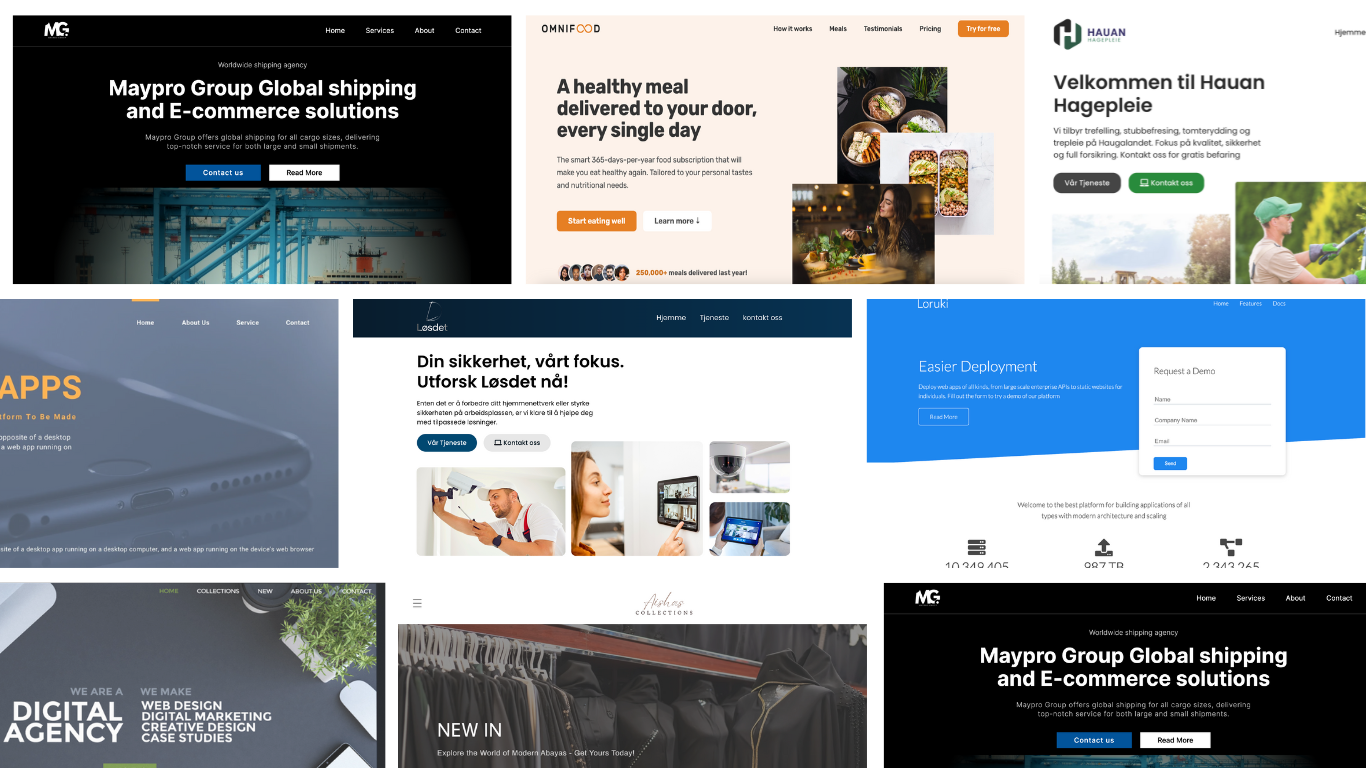 MG
Home Services About Contact
Worldwide shipping agency
Maypro Group Global shipping
and E-commerce solutions
Maypro Group offers global shipping for all cargo sizes, delivering
top-notch service for both large and small shipments.
Contact us Read More
OMNIFOOD
How it works Meals Testimonials Pricing Try for free
A healthy meal
delivered to your door,
every single day
The smart 365-days-per-year food subscription that will
make you eat healthy again. Tailored to your personal tastes
and nutritional needs.
Start eating well Learn more ↓
250,000+ meals delivered last year!
HAUAN
HAGEPLEIE
Hjemme
Velkommen til Hauan
Hagepleie
Vi tilbyr trefelling, stubbefresing, tomterydding og
trepleie på Haugalandet. Fokus på kvalitet, sikkerhet
og full forsikring. Kontakt oss for gratis befaring
Vår Tjeneste Kontakt oss
Home About Us Service Contact
APPS
tform To Be Made
opposite of a desktop
a web app running on
site of a desktop app running on a desktop computer, and a web app running on the device's web browser
Løsdet
Hjemme Tjeneste kontakt oss
Din sikkerhet, vårt fokus.
Utforsk Løsdet nå!
Enten det er å forbedre ditt hjemmenettverk eller styrke
sikkerheten på arbeidsplassen, er vi klare til å hjelpe deg
med tilpassede løsninger.
Vår Tjeneste Kontakt oss
Loruki
Home Features Docs
Easier Deployment
Deploy web apps of all kinds, from large scale enterprise APIs to static websites for
individuals. Fill out the form to try a demo of our platform
Read More
Request a Demo
Name
Company Name
Email
Send
Welcome to the best platform for building applications of all
types with modern architecture and scaling
10,349,405 987 TB 2,343,265
HOME COLLECTIONS NEW ABOUT US CONTACT
WE ARE A
DIGITAL
AGENCY
WE MAKE
WEB DESIGN
DIGITAL MARKETING
CREATIVE DESIGN
CASE STUDIES
Aishas
COLLECTIONS
NEW IN
Explore the World of Modern Abayas - Get Yours Today!
MG
Home Services About Contact
Worldwide shipping agency
Maypro Group Global shipping
and E-commerce solutions
Maypro Group offers global shipping for all cargo sizes, delivering
top-notch service for both large and small shipments.
Contact us Read More